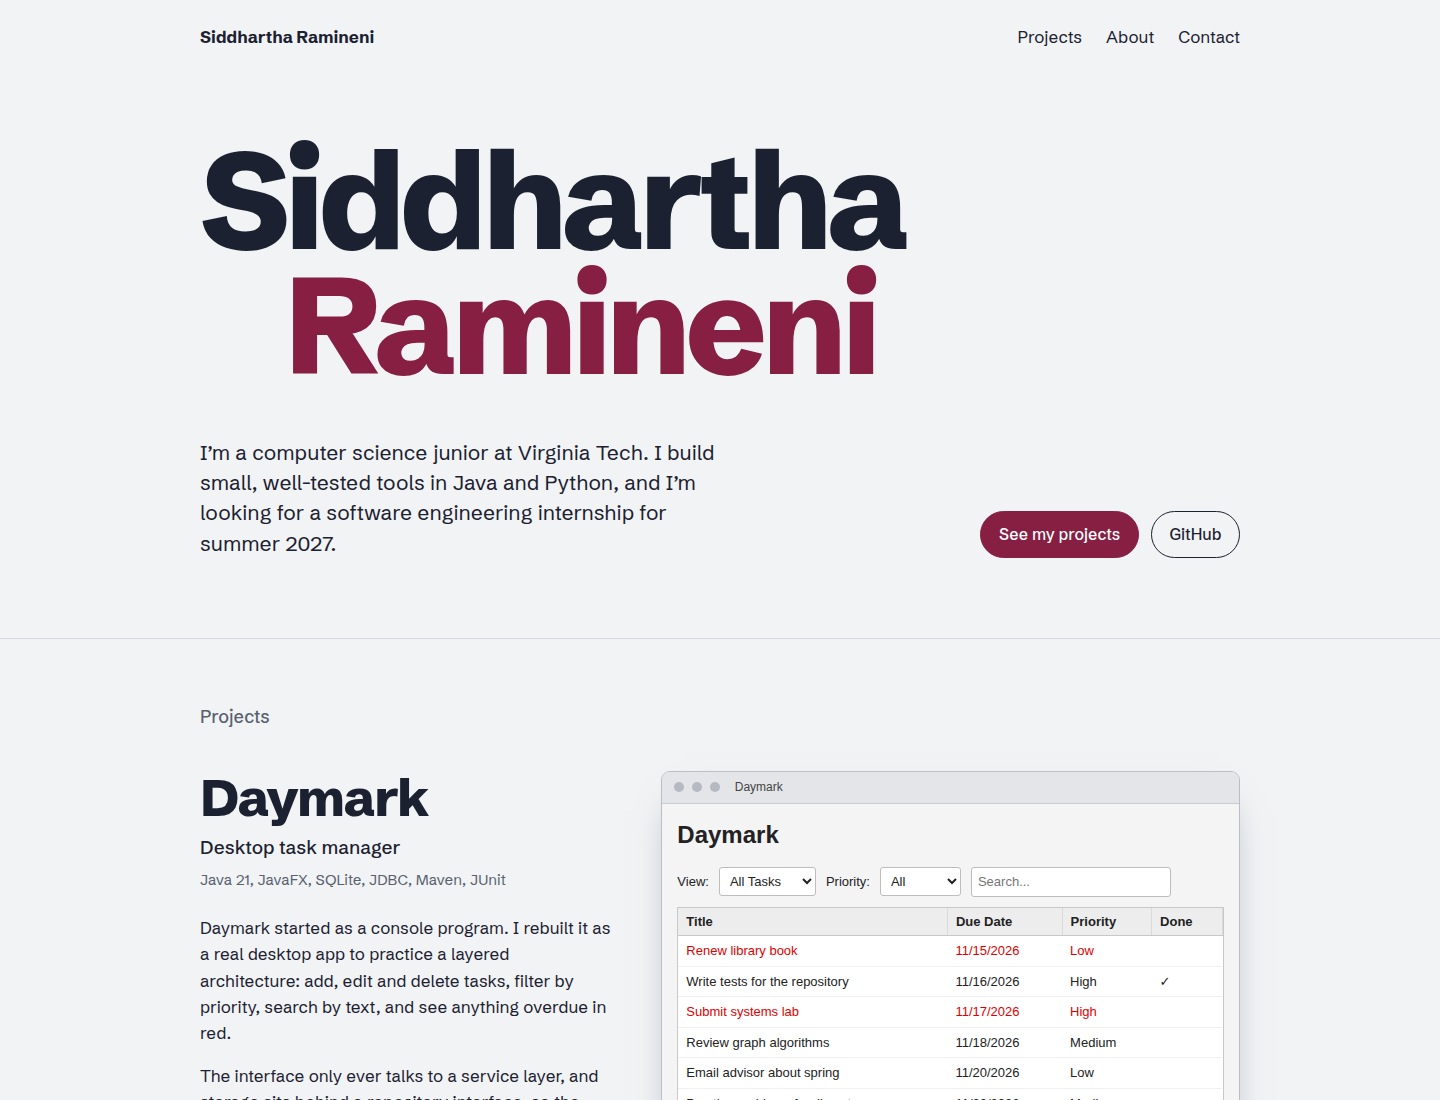 Siddhartha Ramineni
Projects About Contact
Siddhartha
Ramineni
I’m a computer science junior at Virginia Tech. I build
small, well-tested tools in Java and Python, and I’m
looking for a software engineering internship for
summer 2027.
See my projects GitHub
Projects
Daymark
Desktop task manager
Java 21, JavaFX, SQLite, JDBC, Maven, JUnit
Daymark started as a console program. I rebuilt it as
a real desktop app to practice a layered
architecture: add, edit and delete tasks, filter by
priority, search by text, and see anything overdue in
red.
The interface only ever talks to a service layer, and
Daymark
Daymark
View: All Tasks Priority: All Search...
Title Due Date Priority Done
Renew library book 11/15/2026 Low
Write tests for the repository 11/16/2026 High ✓
Submit systems lab 11/17/2026 High
Review graph algorithms 11/18/2026 Medium
Email advisor about spring 11/20/2026 Low